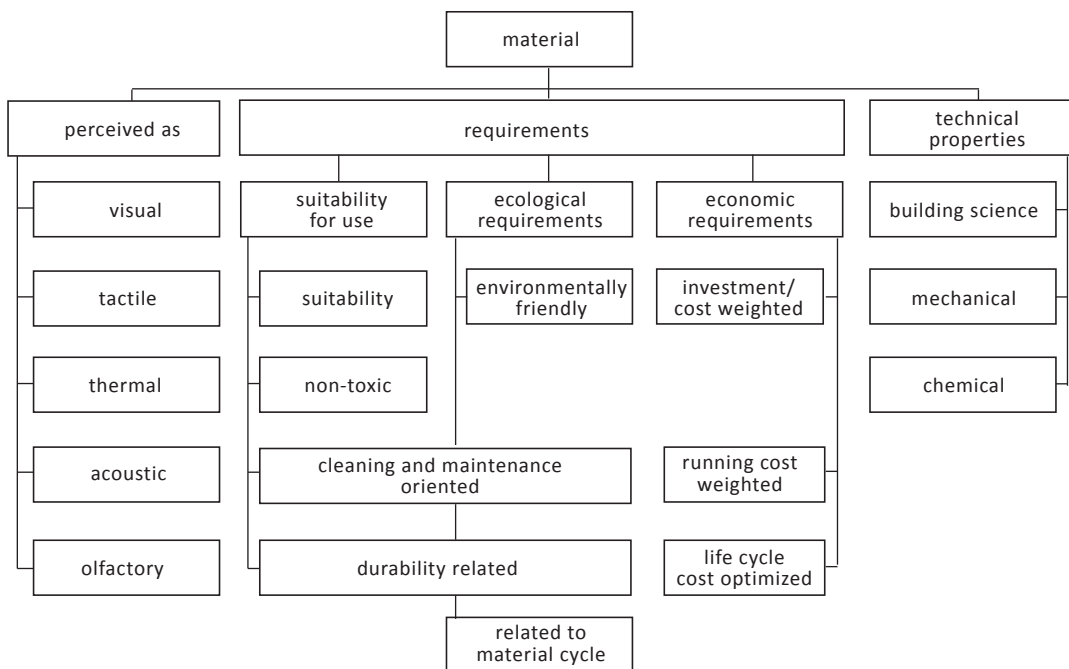 material
perceived as
requirements
technical
properties
visual
suitability
for use
ecological
requirements
economic
requirements
building science
tactile
suitability
environmentally
friendly
investment/
cost weighted
mechanical
thermal
non-toxic
chemical
acoustic
cleaning and maintenance
oriented
running cost
weighted
olfactory
durability related
life cycle
cost optimized
related to
material cycle